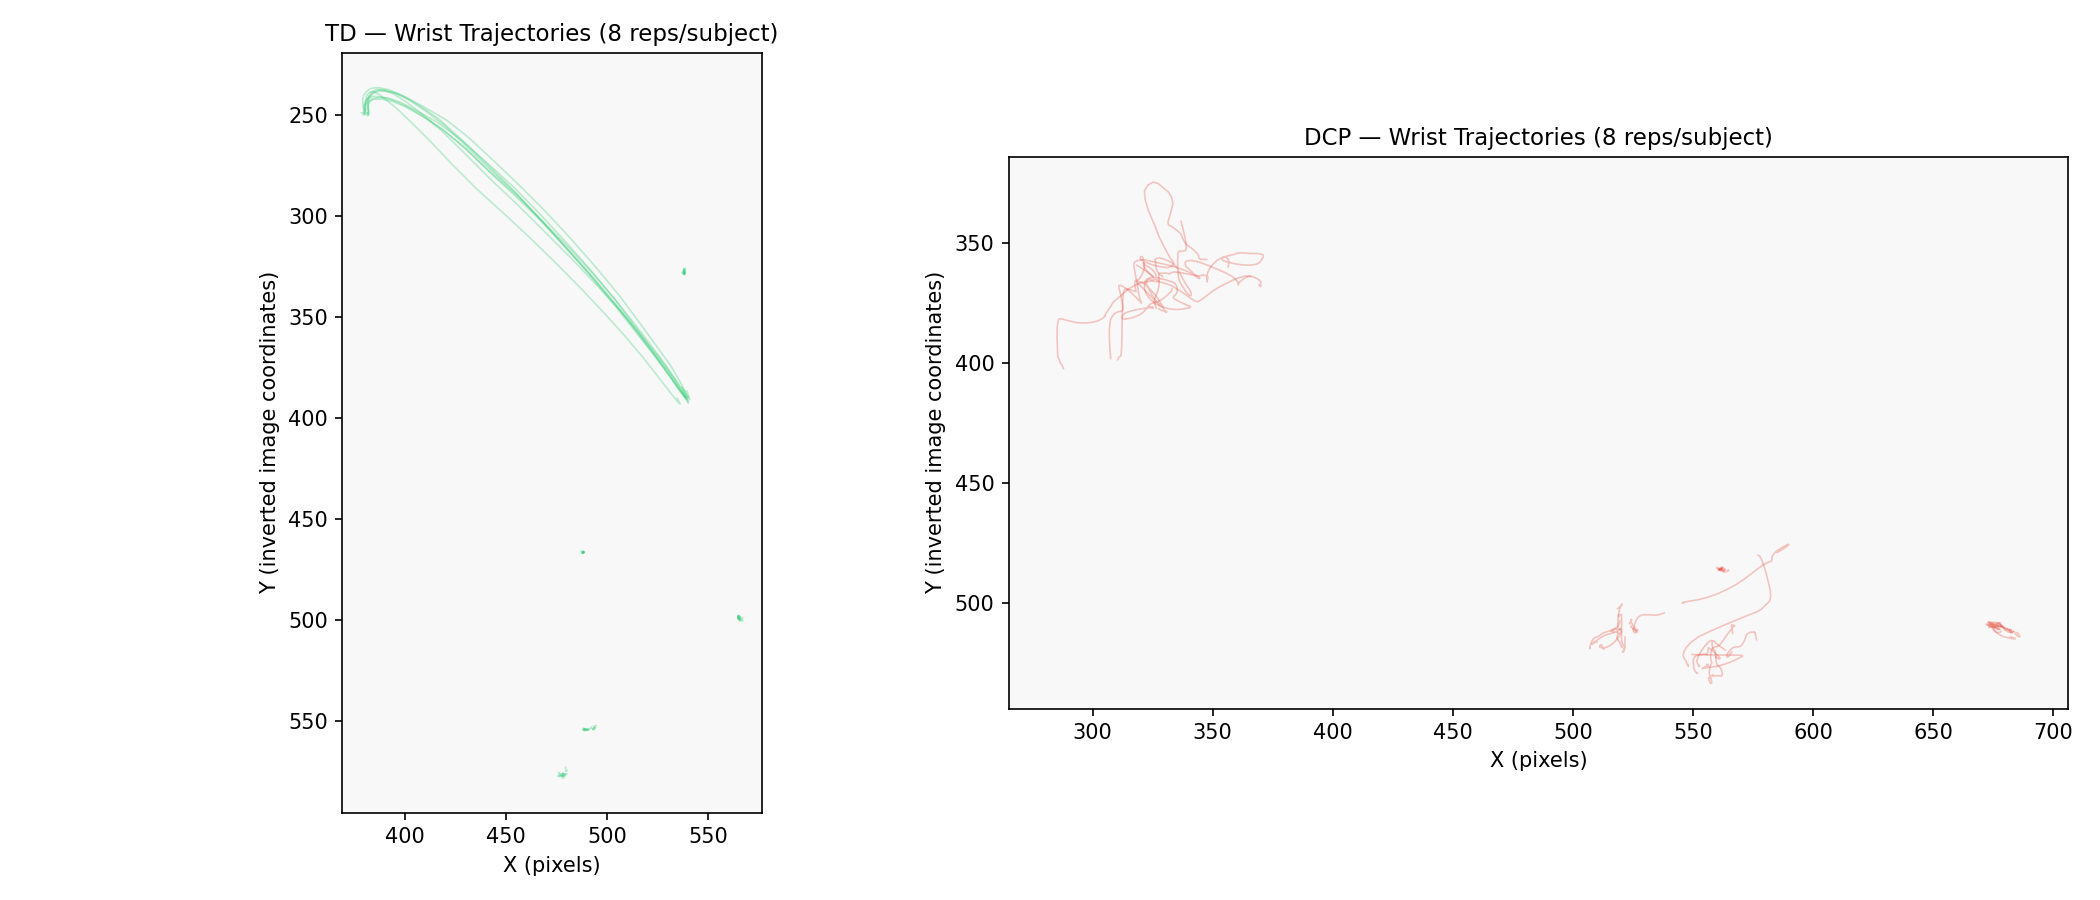 TD — Wrist Trajectories (8 reps/subject)
Y (inverted image coordinates)
250
300
350
400
450
500
550
400 450 500 550
X (pixels)
DCP — Wrist Trajectories (8 reps/subject)
Y (inverted image coordinates)
350
400
450
500
300 350 400 450 500 550 600 650 700
X (pixels)